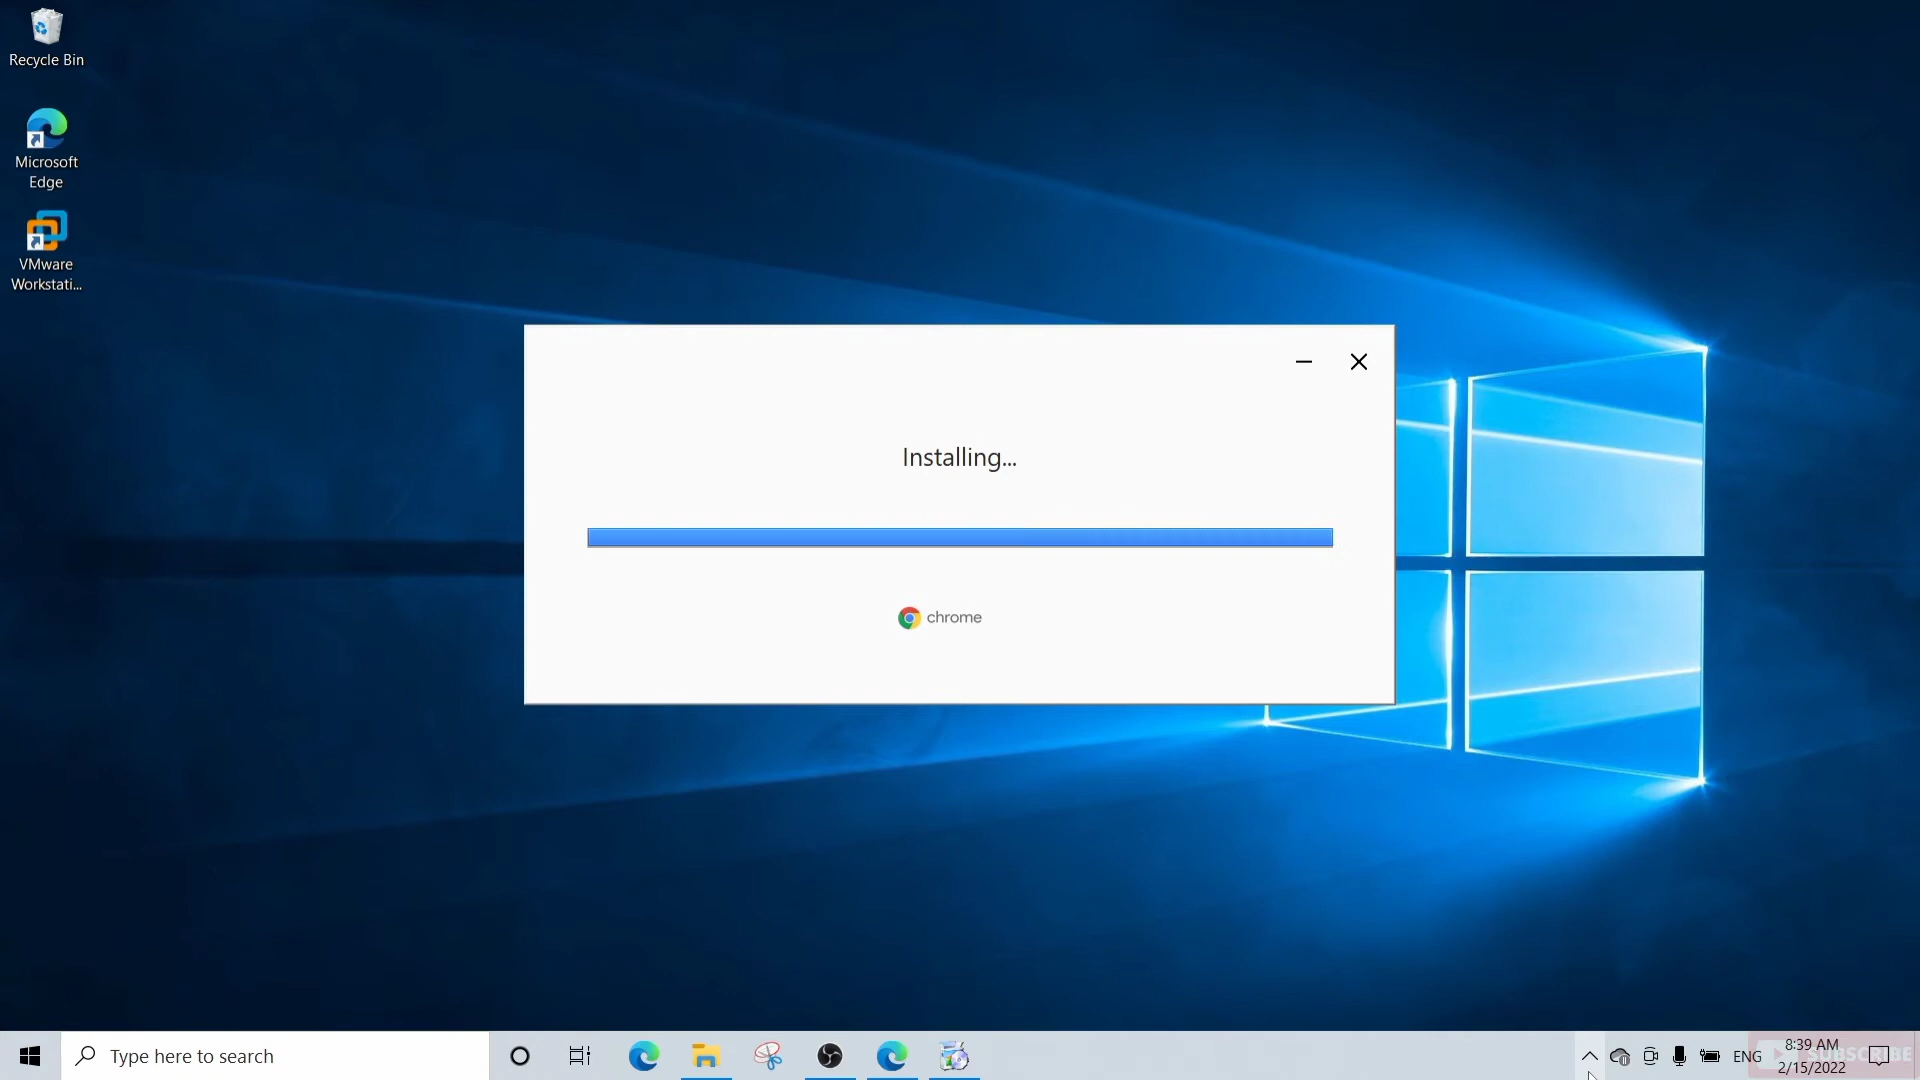 Recycle Bin
Microsoft
Edge
VMware
Workstati...
Installing...
chrome
Type here to search
ENG
8:39 AM
2/15/2022
SUBSCRIBE